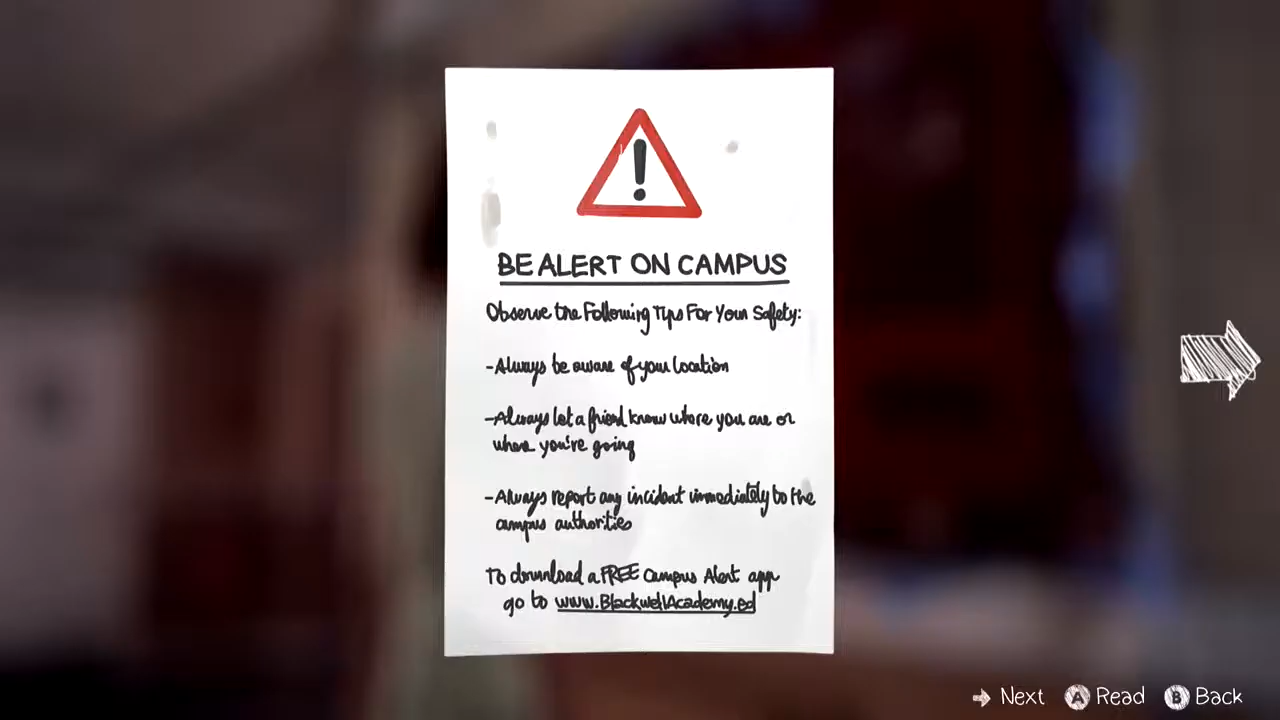 !
BE ALERT ON CAMPUS
Observe the Following Tips For Your Safety:
-Always be aware of your location
-Always let a friend know where you are or
where you're going
-Always report any incident immediately to the
campus authorities
To download a FREE Campus Alert app
go to www.BlackwellAcademy.ed
Next A Read B Back